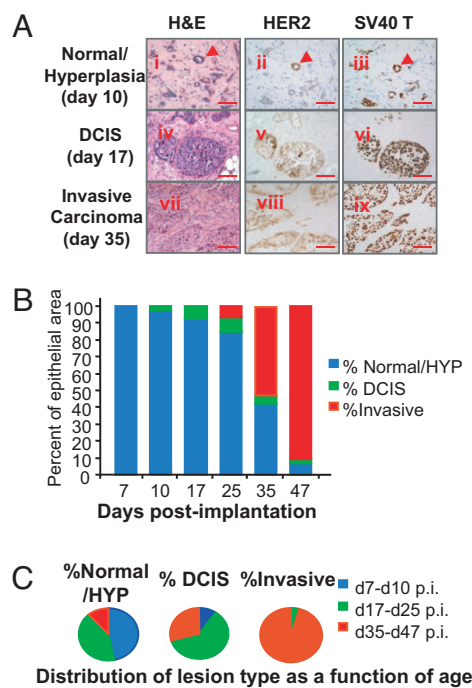 A
H&E HER2 SV40 T
Normal/
Hyperplasia
(day 10)
i ii iii
DCIS
(day 17)
iv v vi
Invasive
Carcinoma
(day 35)
vii viii ix
B
Percent of epithelial area
100
90
80
70
60
50
40
30
20
10
0
7 10 17 25 35 47
Days post-implantation
% Normal/HYP
% DCIS
%Invasive
C
%Normal
/HYP
% DCIS
%Invasive
d7-d10 p.i.
d17-d25 p.i.
d35-d47 p.i.
Distribution of lesion type as a function of age